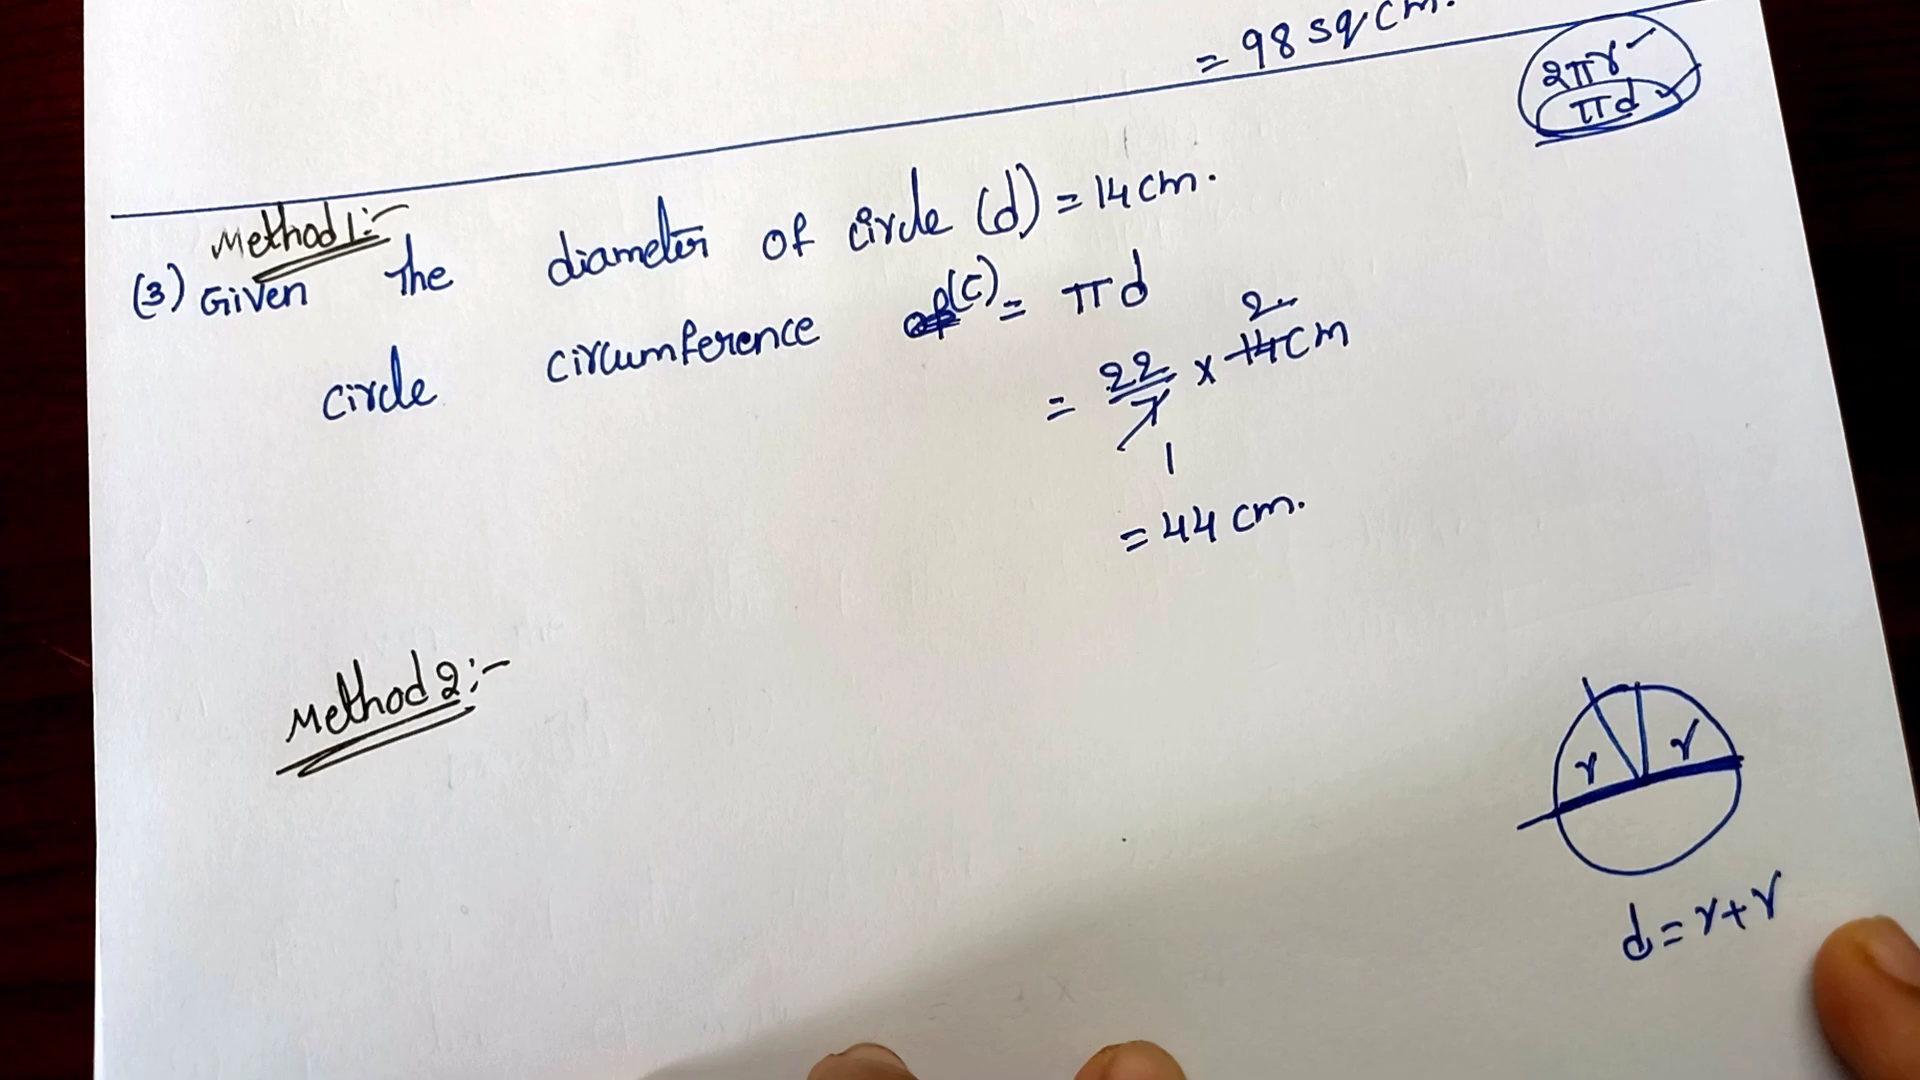 = 98 sq cm.
2πr ✓
πd ✓
Method 1:-
(3) Given the diameter of circle (d) = 14 cm.
circle circumference (C) = πd
= 22/7 x 14 cm
2
1
= 44 cm.
Method 2:-
r r
d = r + r